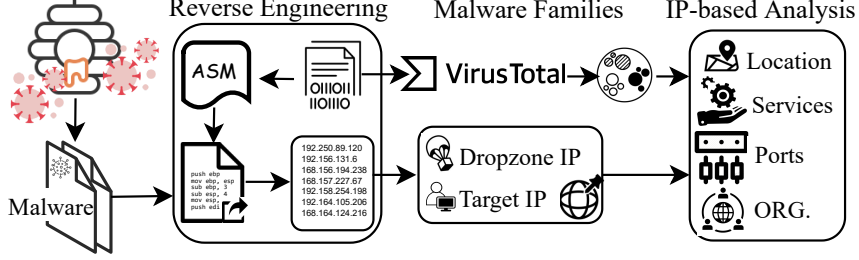 Reverse Engineering
Malware Families
IP-based Analysis
ASM
OIIIOII
IIOIIIO
VirusTotal
Location
Services
Ports
ORG.
Malware
push ebp
mov ebp, esp
sub ebp, 3
sub esp, 4
mov esp,
push edi
192.250.89.120
192.156.131.6
168.156.194.238
168.157.227.67
192.158.254.198
192.164.105.206
168.164.124.216
Dropzone IP
Target IP